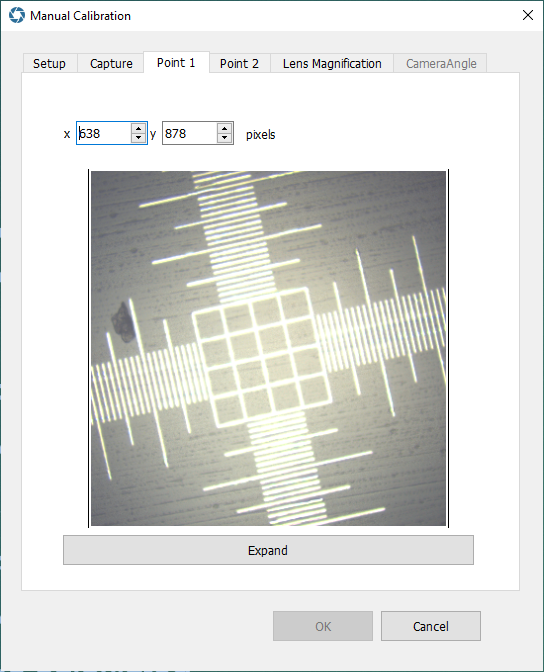 Manual Calibration
Setup Capture Point 1 Point 2 Lens Magnification CameraAngle
x 638 y 878 pixels
Expand
OK Cancel